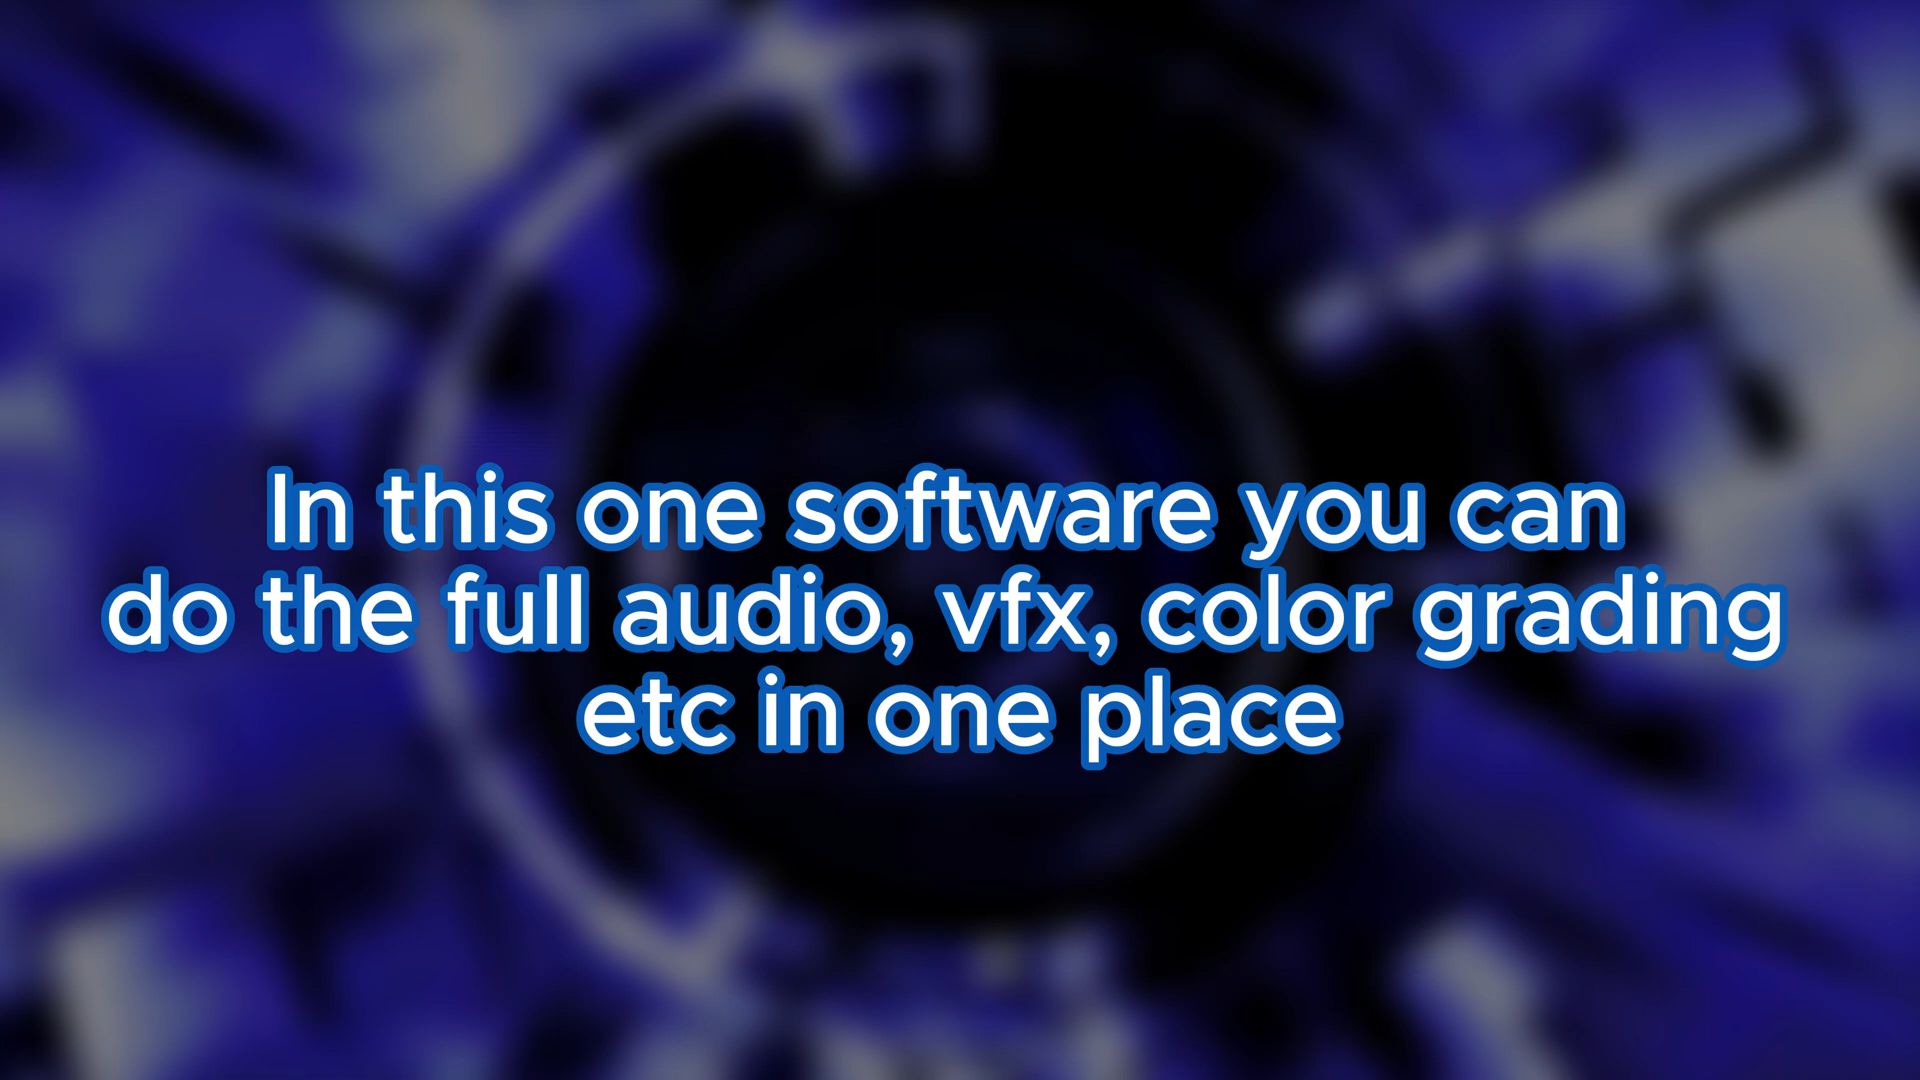 In this one software you can
do the full audio, vfx, color grading
etc in one place